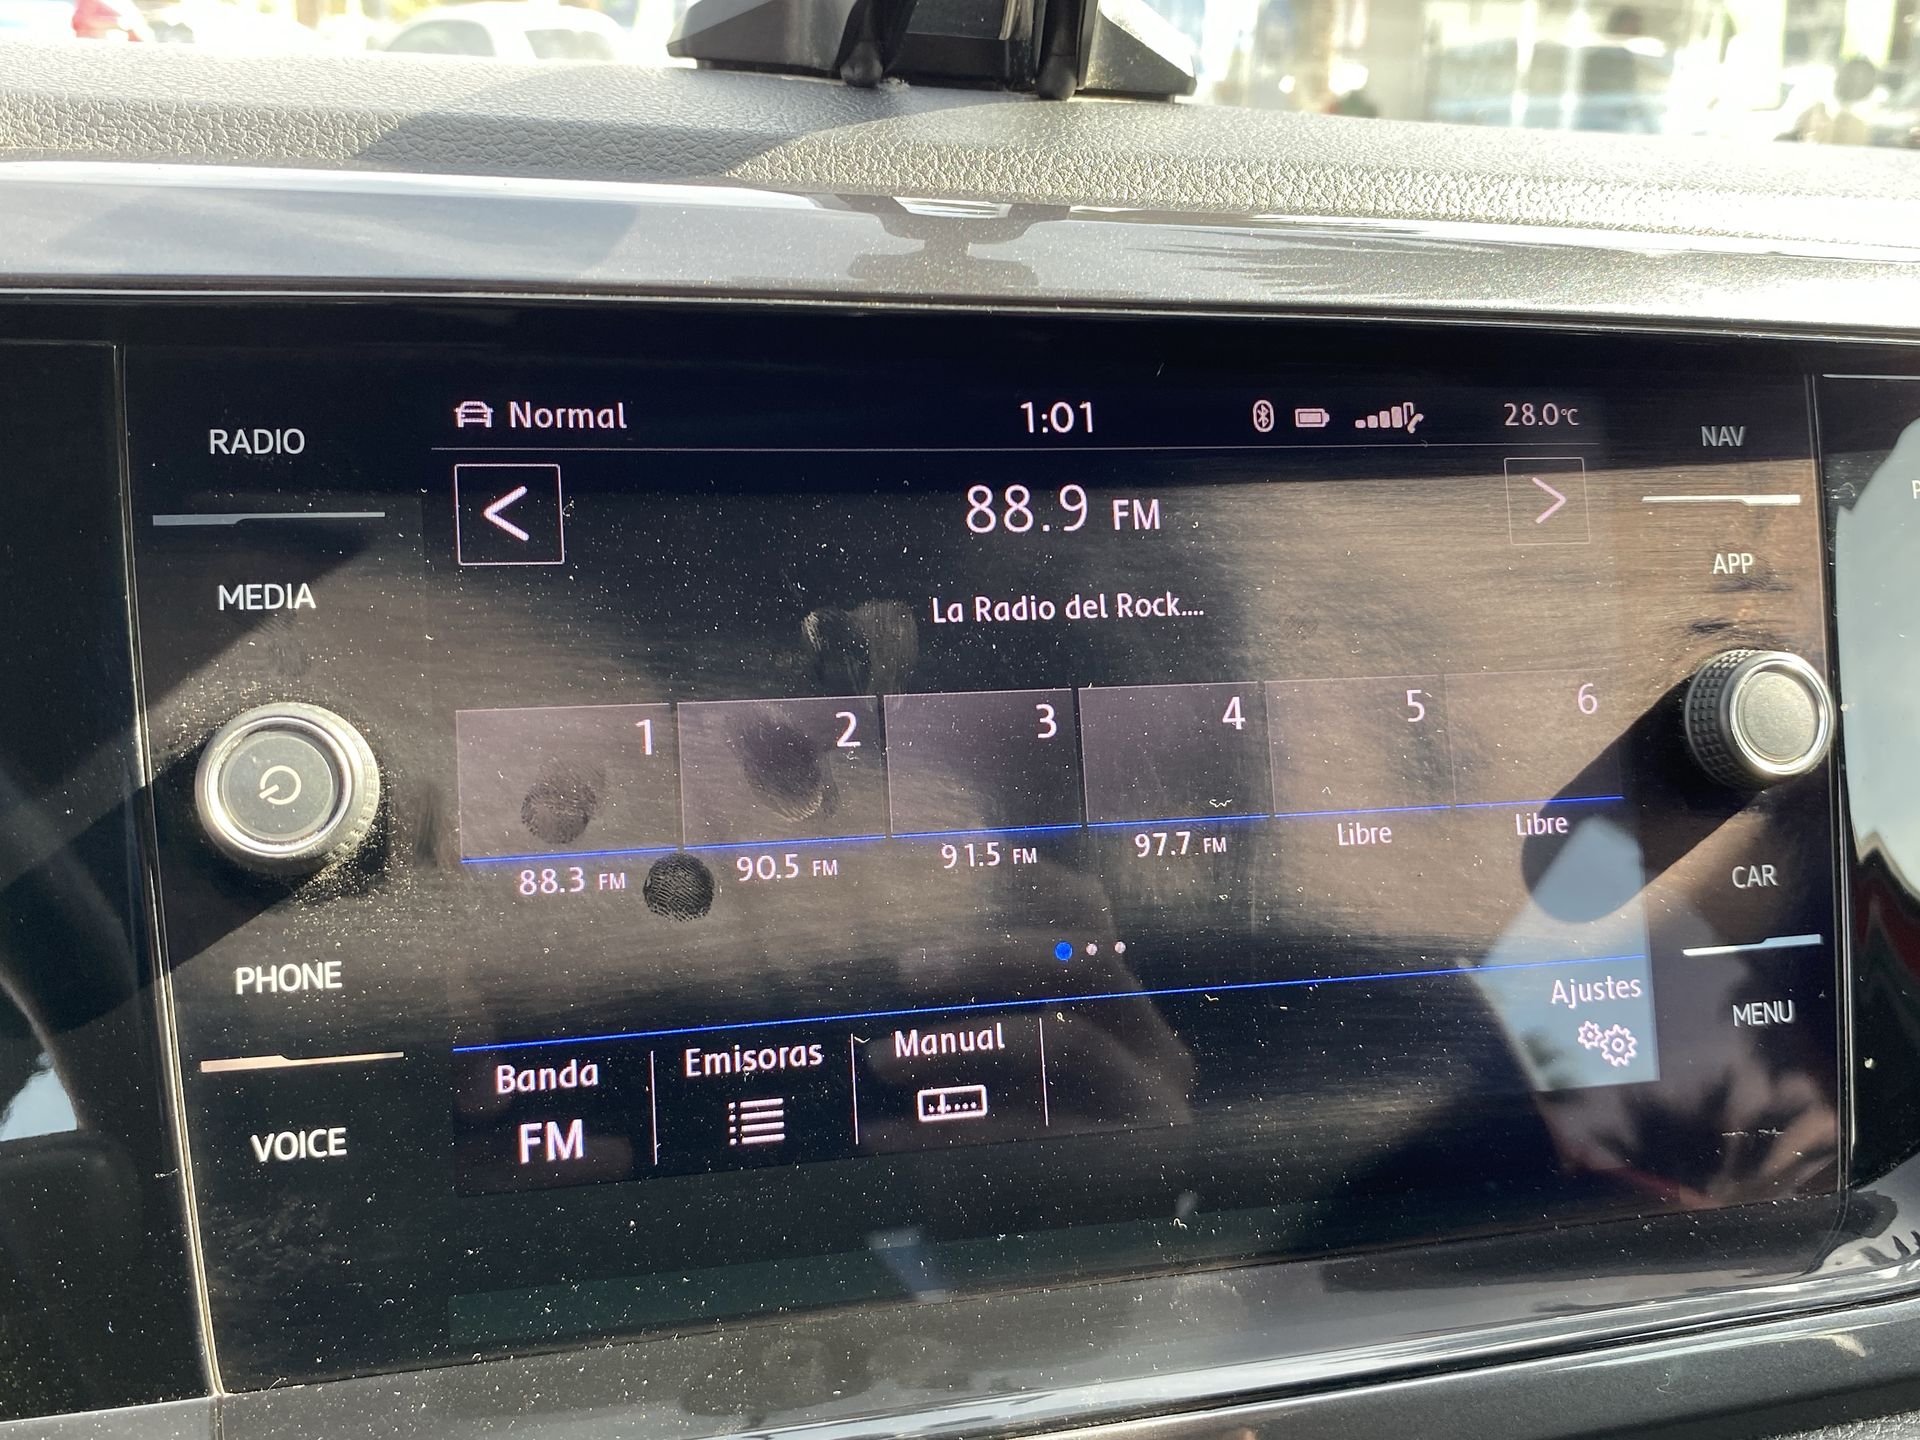 RADIO
MEDIA
PHONE
VOICE
Normal
1:01
28.0°C
88.9 FM
La Radio del Rock....
1
2
3
4
5
6
88.3 FM
90.5 FM
91.5 FM
97.7 FM
Libre
Libre
Banda
FM
Emisoras
Manual
Ajustes
NAV
APP
CAR
MENU